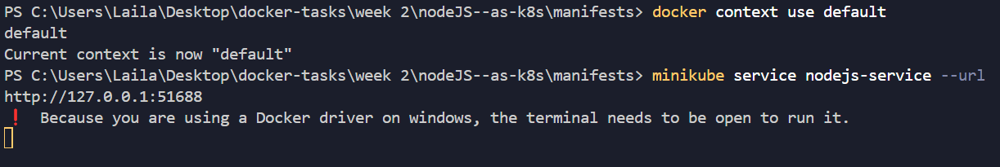 PS C:\Users\Laila\Desktop\docker-tasks\week 2\nodeJS--as-k8s\manifests> docker context use default
default
Current context is now "default"
PS C:\Users\Laila\Desktop\docker-tasks\week 2\nodeJS--as-k8s\manifests> minikube service nodejs-service --url
http://127.0.0.1:51688
❗ Because you are using a Docker driver on windows, the terminal needs to be open to run it.